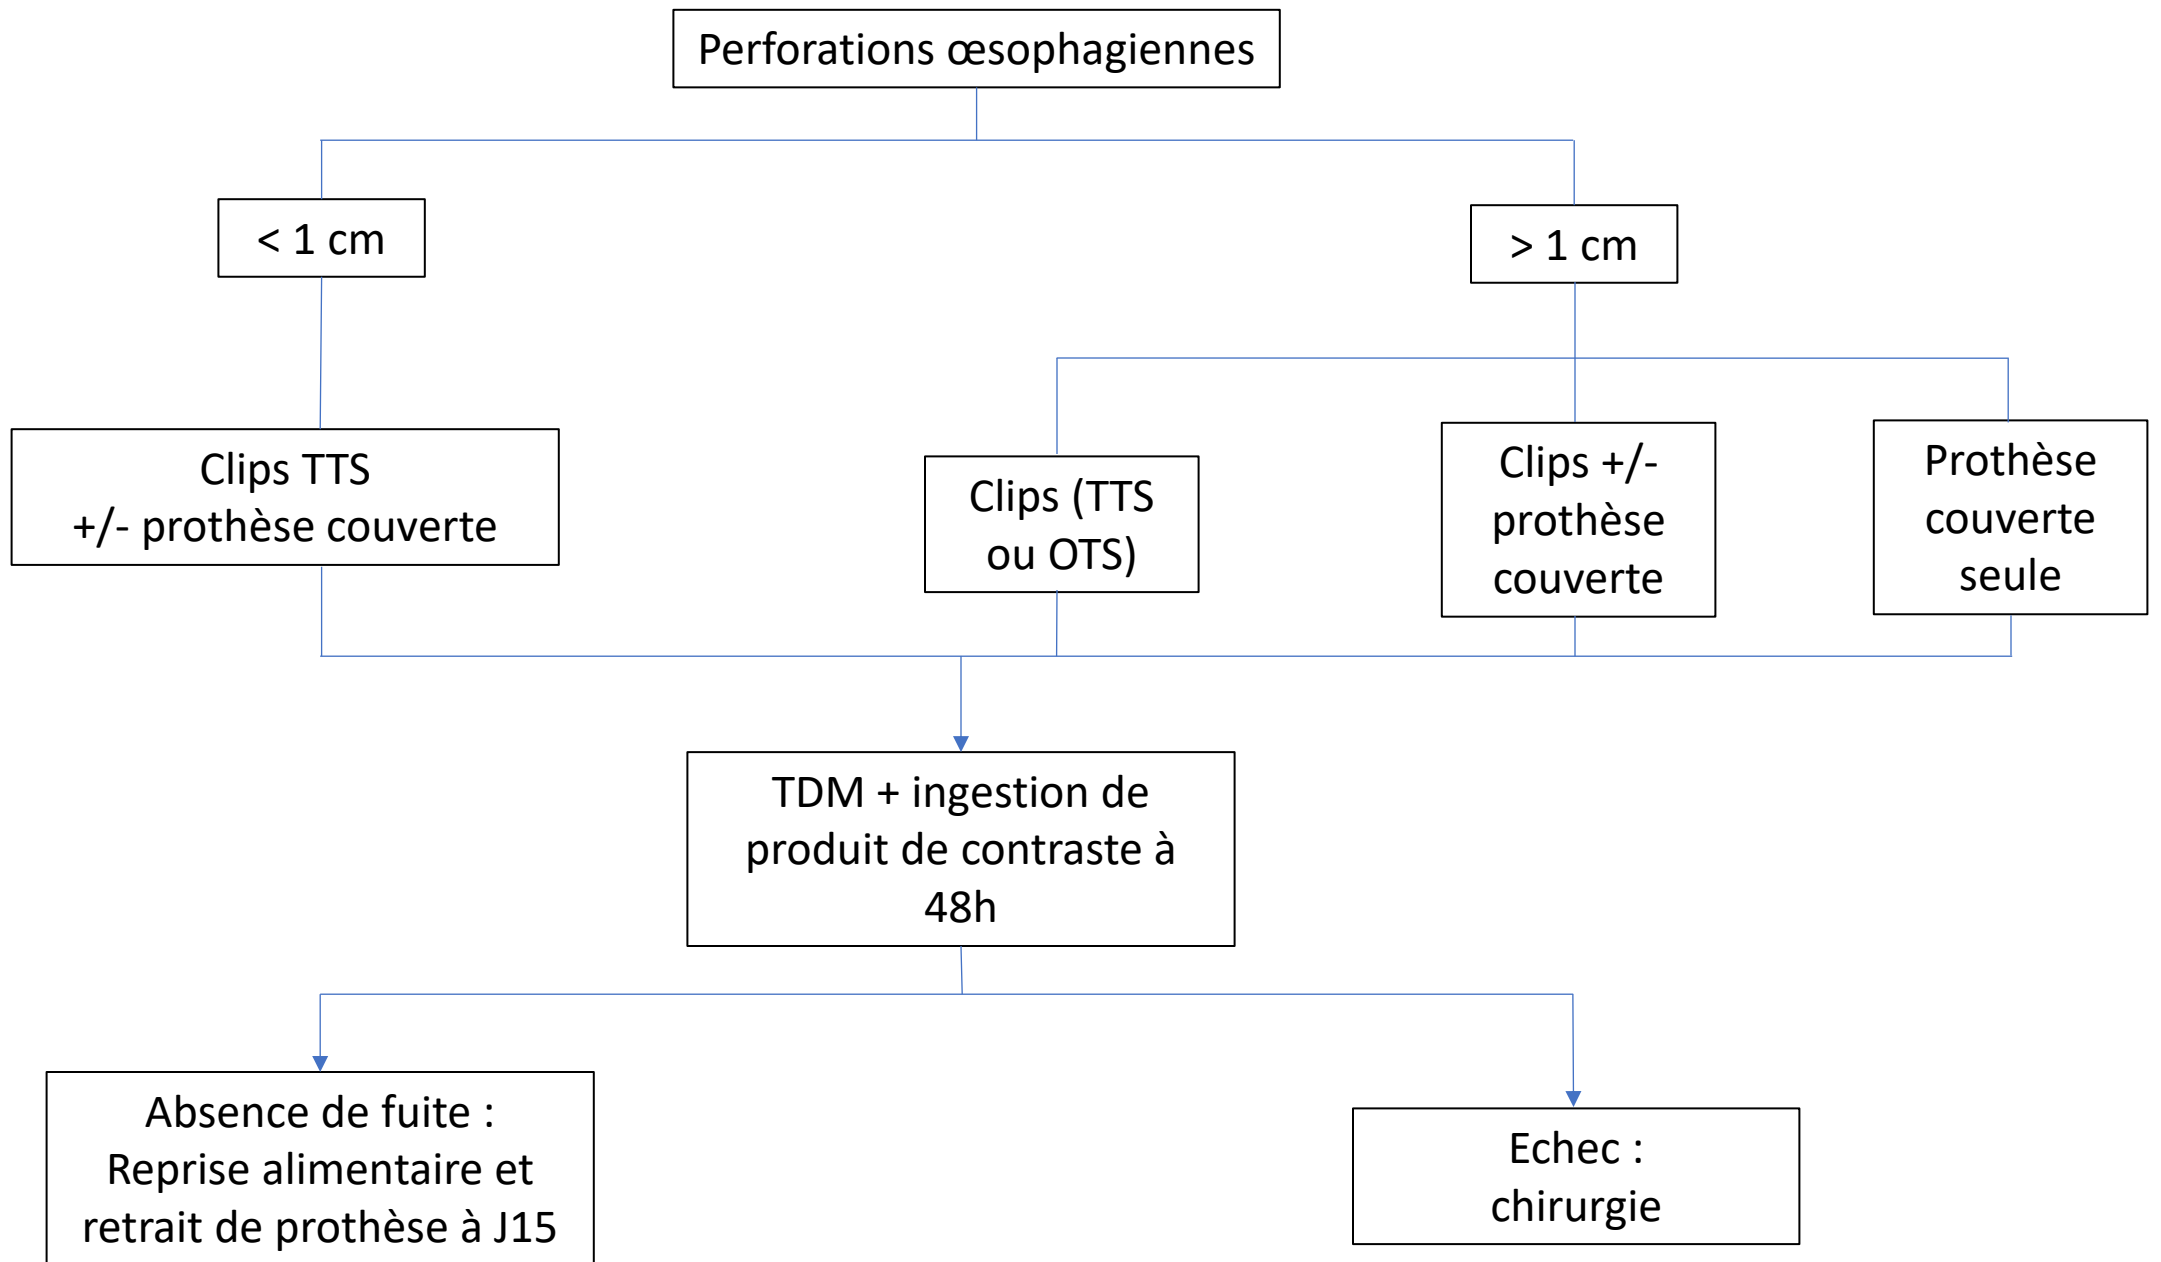 Perforations œsophagiennes
< 1 cm
> 1 cm
Clips TTS
+/- prothèse couverte
Clips (TTS
ou OTS)
Clips +/-
prothèse
couverte
Prothèse
couverte
seule
TDM + ingestion de
produit de contraste à
48h
Absence de fuite :
Reprise alimentaire et
retrait de prothèse à J15
Echec :
chirurgie